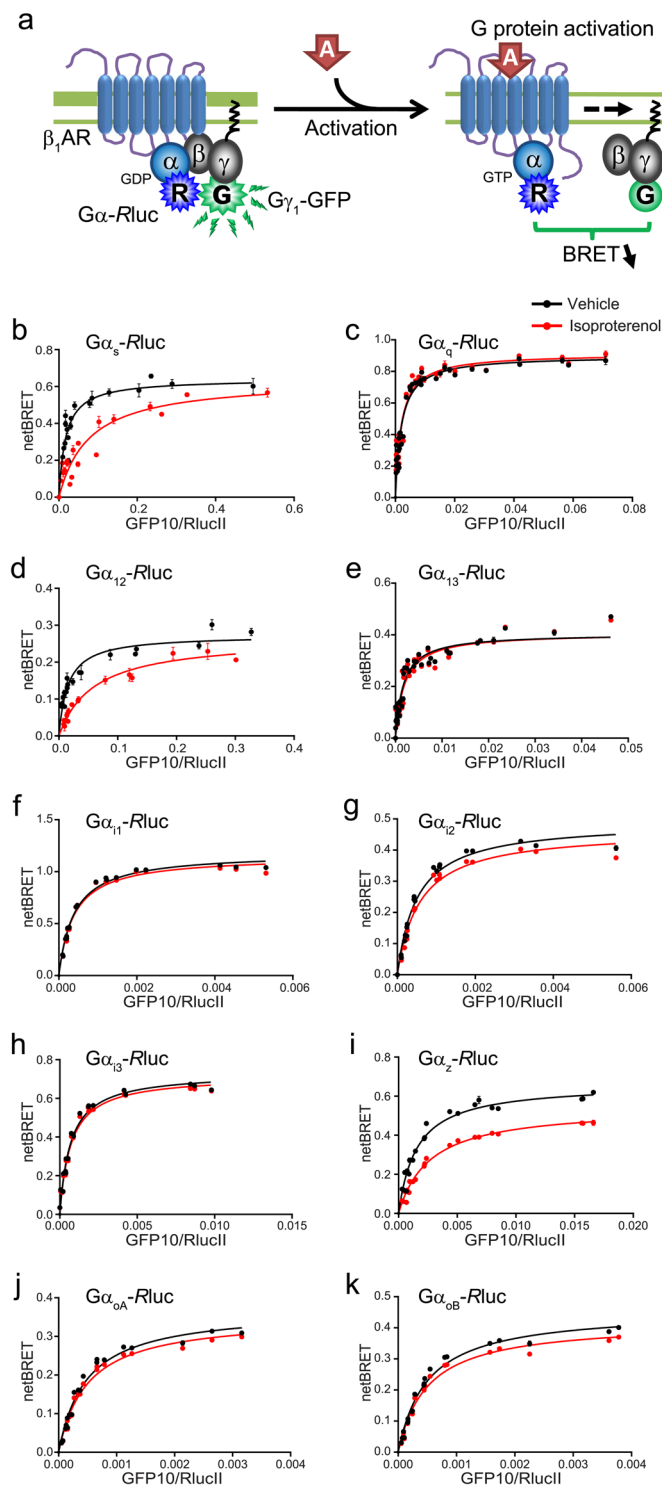 a
G protein activation
A
A
Activation
β₁AR
α
β
γ
GDP
R
G
Gα-Rluc
Gγ₁-GFP
α
β
γ
GTP
R
G
BRET
Vehicle
Isoproterenol
b
Gαs-Rluc
netBRET
0.8
0.6
0.4
0.2
0.0
0.0 0.2 0.4 0.6
GFP10/RlucII
c
Gαq-Rluc
netBRET
1.0
0.8
0.6
0.4
0.2
0.0
0.00 0.02 0.04 0.06 0.08
GFP10/RlucII
d
Gα₁₂-Rluc
netBRET
0.4
0.3
0.2
0.1
0.0
0.0 0.1 0.2 0.3 0.4
GFP10/RlucII
e
Gα₁₃-Rluc
netBRET
0.6
0.4
0.2
0.0
0.00 0.01 0.02 0.03 0.04 0.05
GFP10/RlucII
f
Gαi1-Rluc
netBRET
1.5
1.0
0.5
0.0
0.000 0.002 0.004 0.006
GFP10/RlucII
g
Gαi2-Rluc
netBRET
0.5
0.4
0.3
0.2
0.1
0.0
0.000 0.002 0.004 0.006
GFP10/RlucII
h
Gαi3-Rluc
netBRET
0.8
0.6
0.4
0.2
0.0
0.000 0.005 0.010 0.015
GFP10/RlucII
i
Gαz-Rluc
netBRET
0.8
0.6
0.4
0.2
0.0
0.000 0.005 0.010 0.015 0.020
GFP10/RlucII
j
GαoA-Rluc
netBRET
0.4
0.3
0.2
0.1
0.0
0.000 0.001 0.002 0.003 0.004
GFP10/RlucII
k
GαoB-Rluc
netBRET
0.5
0.4
0.3
0.2
0.1
0.0
0.000 0.001 0.002 0.003 0.004
GFP10/RlucII